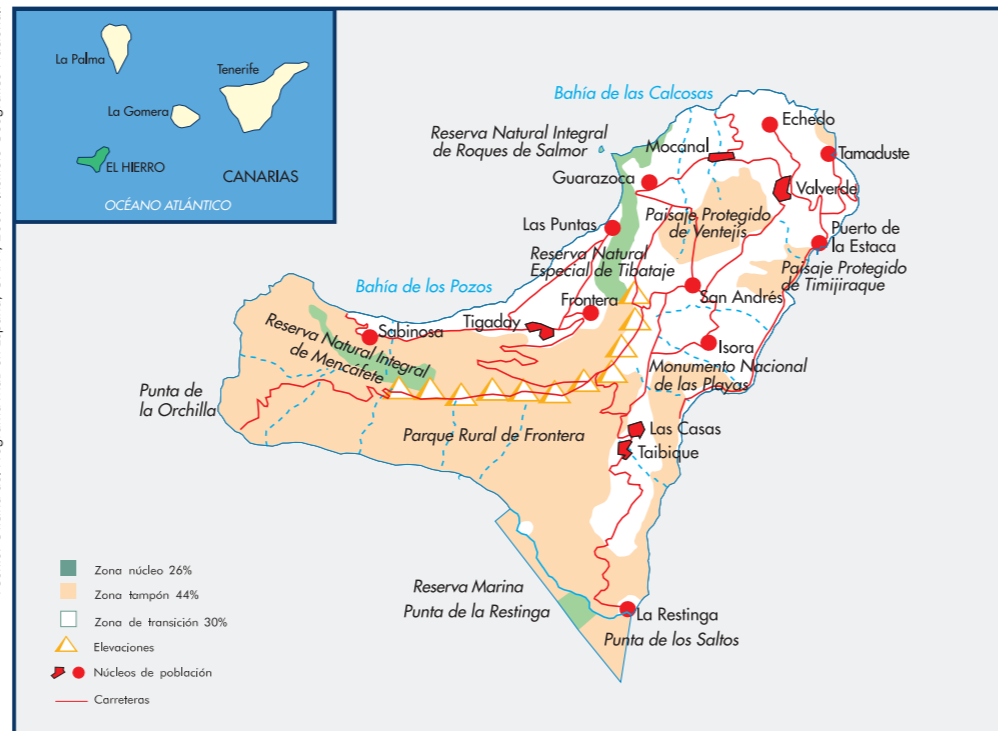 La Palma
Tenerife
La Gomera
EL HIERRO
CANARIAS
OCÉANO ATLÁNTICO
Bahía de las Calcosas
Echedo
Reserva Natural Integral
de Roques de Salmor
Mocanal
Tamaduste
Guarazoca
Valverde
Paisaje Protegido
de Ventejís
Las Puntas
Puerto de
la Estaca
Reserva Natural
Especial de Tibataje
Paisaje Protegido
de Timijiraque
Bahía de los Pozos
Frontera
San Andrés
Tigaday
Sabinosa
Reserva Natural Integral
de Mencáfete
Isora
Monumento Nacional
de las Playas
Punta de
la Orchilla
Parque Rural de Frontera
Las Casas
Taibique
Reserva Marina
Punta de la Restinga
La Restinga
Punta de los Saltos
Zona núcleo 26%
Zona tampón 44%
Zona de transición 30%
Elevaciones
Núcleos de población
Carreteras